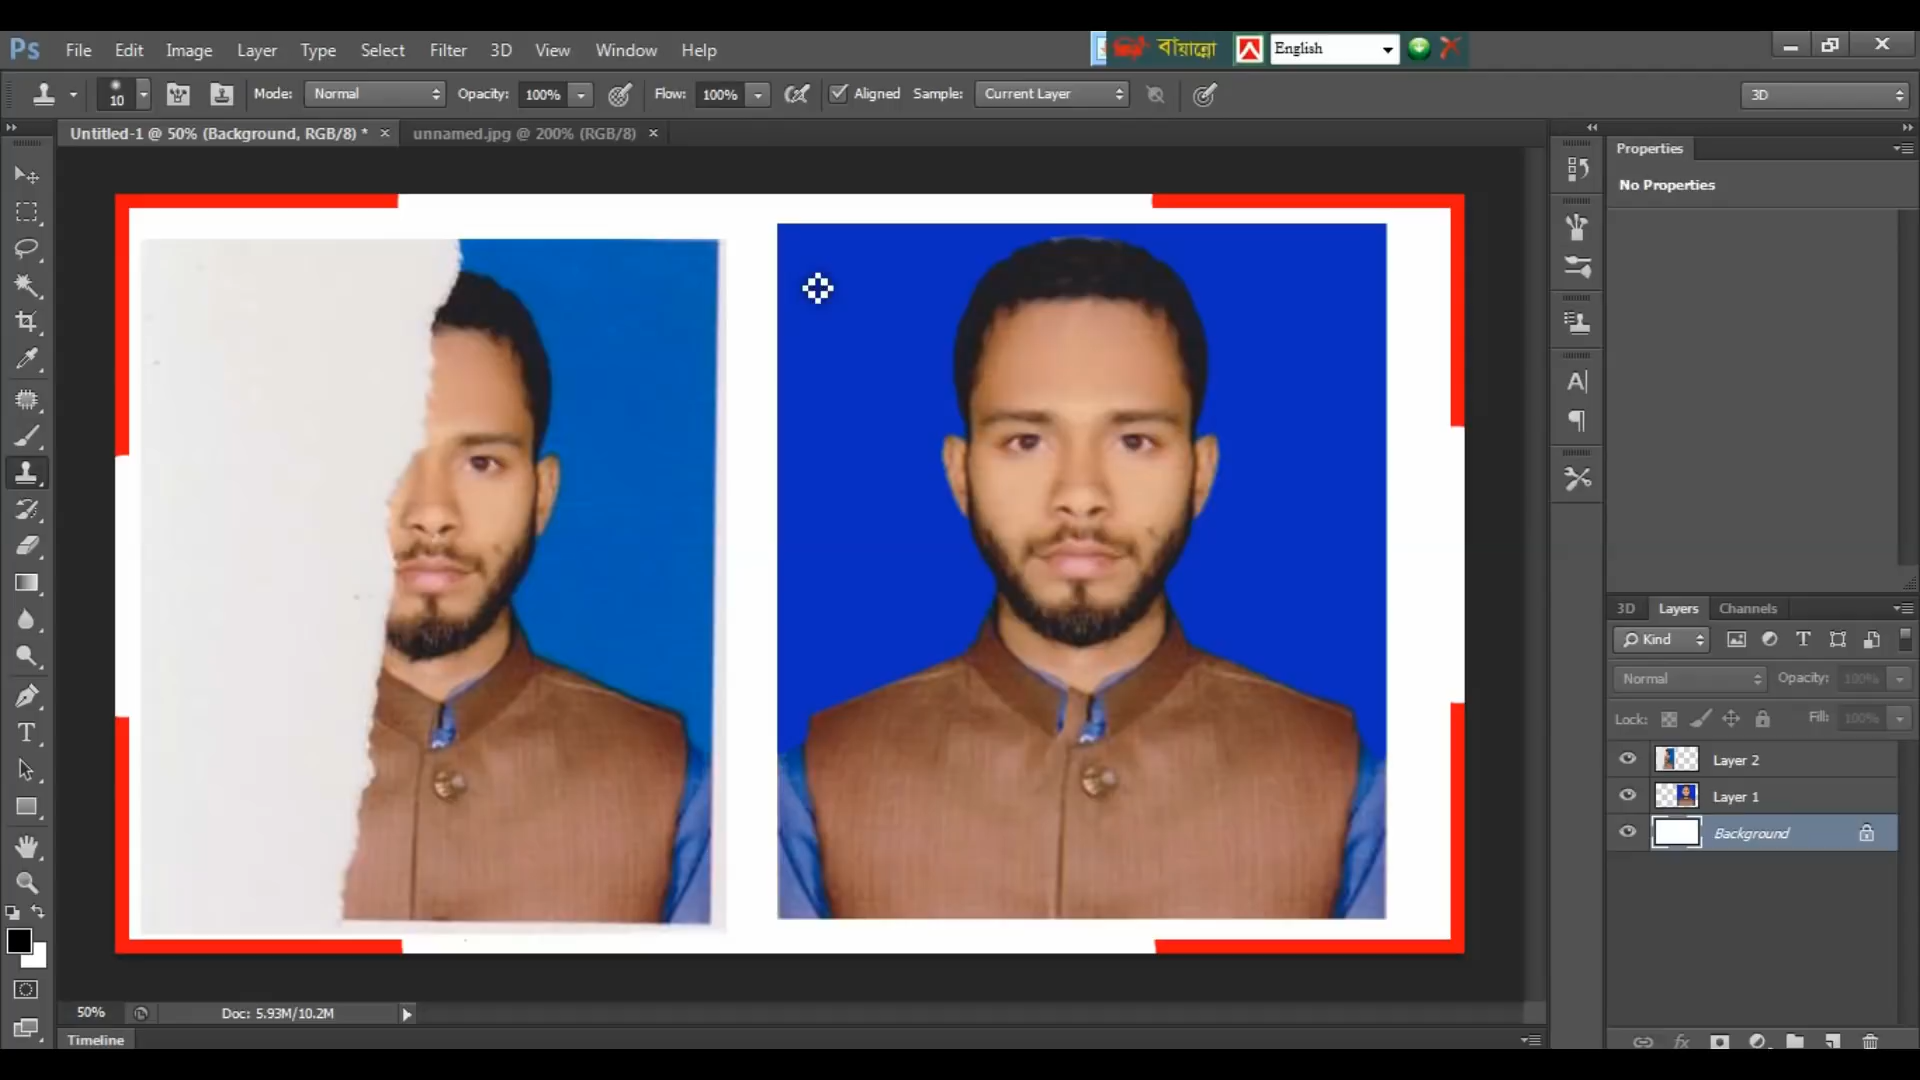 Ps File Edit Image Layer Type Select Filter 3D View Window Help
বায়ান্নো English
10 Mode: Normal Opacity: 100% Flow: 100% Aligned Sample: Current Layer 3D
Untitled-1 @ 50% (Background, RGB/8) * × unnamed.jpg @ 200% (RGB/8) ×
Properties
No Properties
3D Layers Channels
Kind
Normal Opacity: 100%
Lock: Fill: 100%
Layer 2
Layer 1
Background
50% Doc: 5.93M/10.2M
Timeline